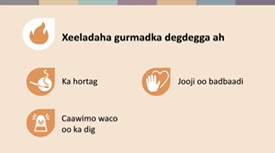 Xeeladaha gurmadka degdegga ah
Ka hortag
Jooji oo badbaadi
Caawimo waco
oo ka dig